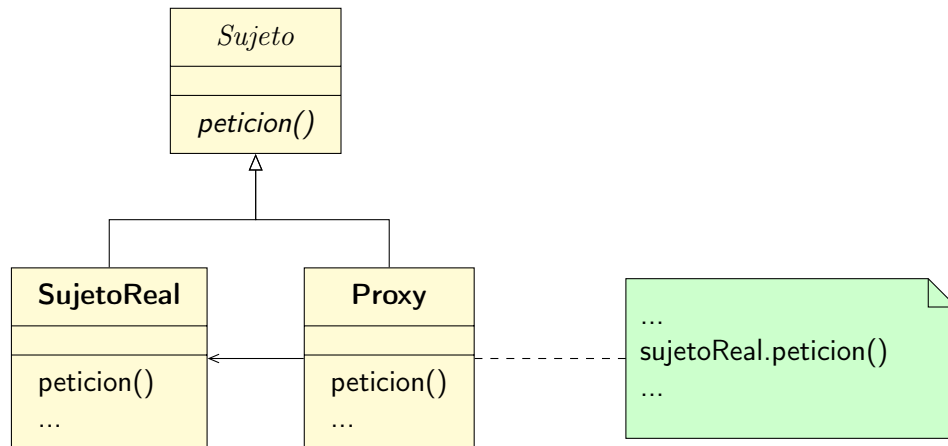 Sujeto
peticion()
SujetoReal
peticion()
...
Proxy
peticion()
...
...
sujetoReal.peticion()
...